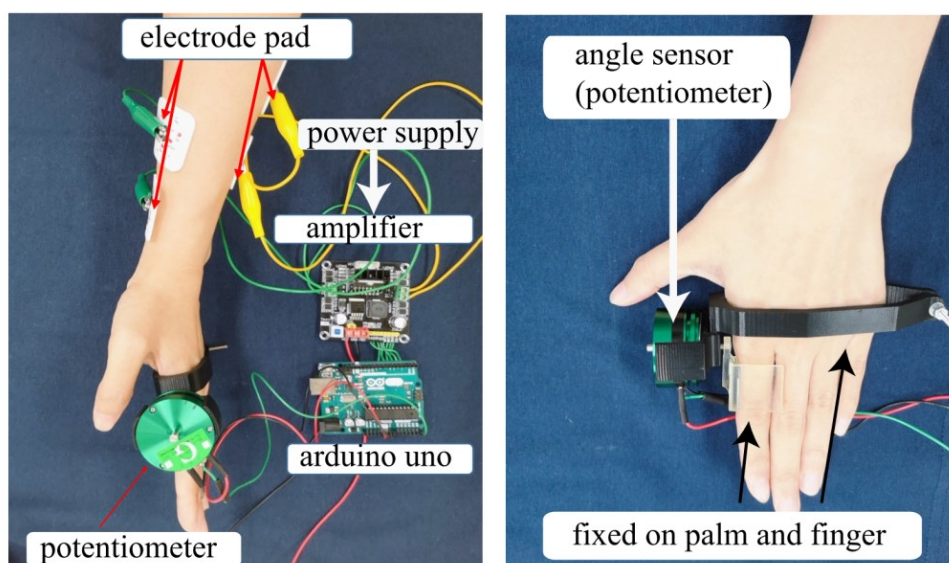 electrode pad
power supply
amplifier
arduino uno
potentiometer
angle sensor
(potentiometer)
fixed on palm and finger